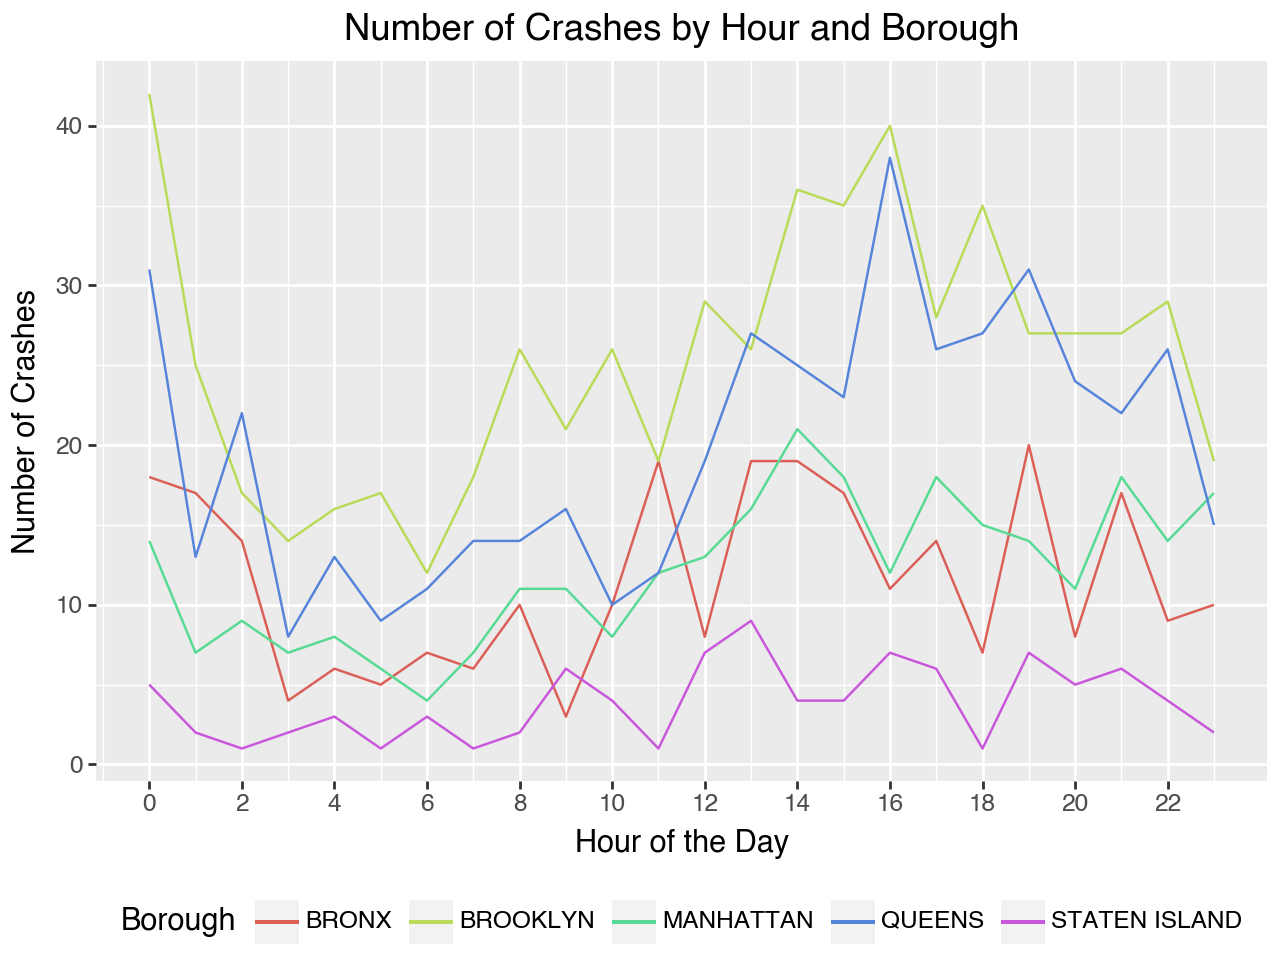 Number of Crashes by Hour and Borough
Number of Crashes
40
30
20
10
0
0 2 4 6 8 10 12 14 16 18 20 22
Hour of the Day
Borough BRONX BROOKLYN MANHATTAN QUEENS STATEN ISLAND